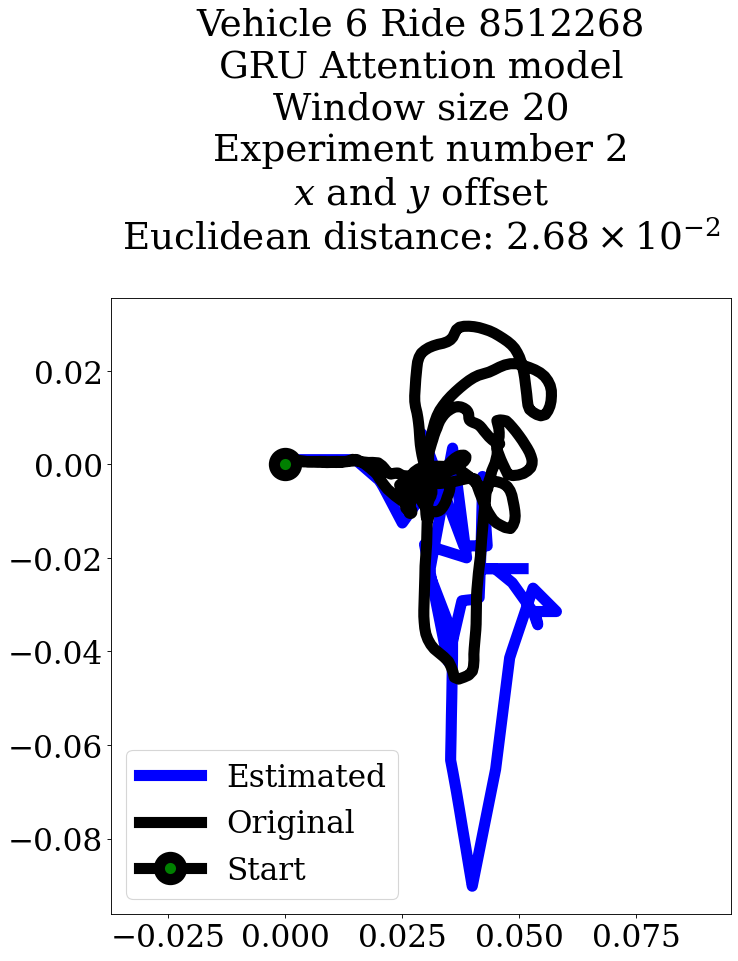 Vehicle 6 Ride 8512268
GRU Attention model
Window size 20
Experiment number 2
x and y offset
Euclidean distance: 2.68 × 10⁻²
0.02
0.00
−0.02
−0.04
−0.06
−0.08
Estimated
Original
Start
−0.025 0.000 0.025 0.050 0.075